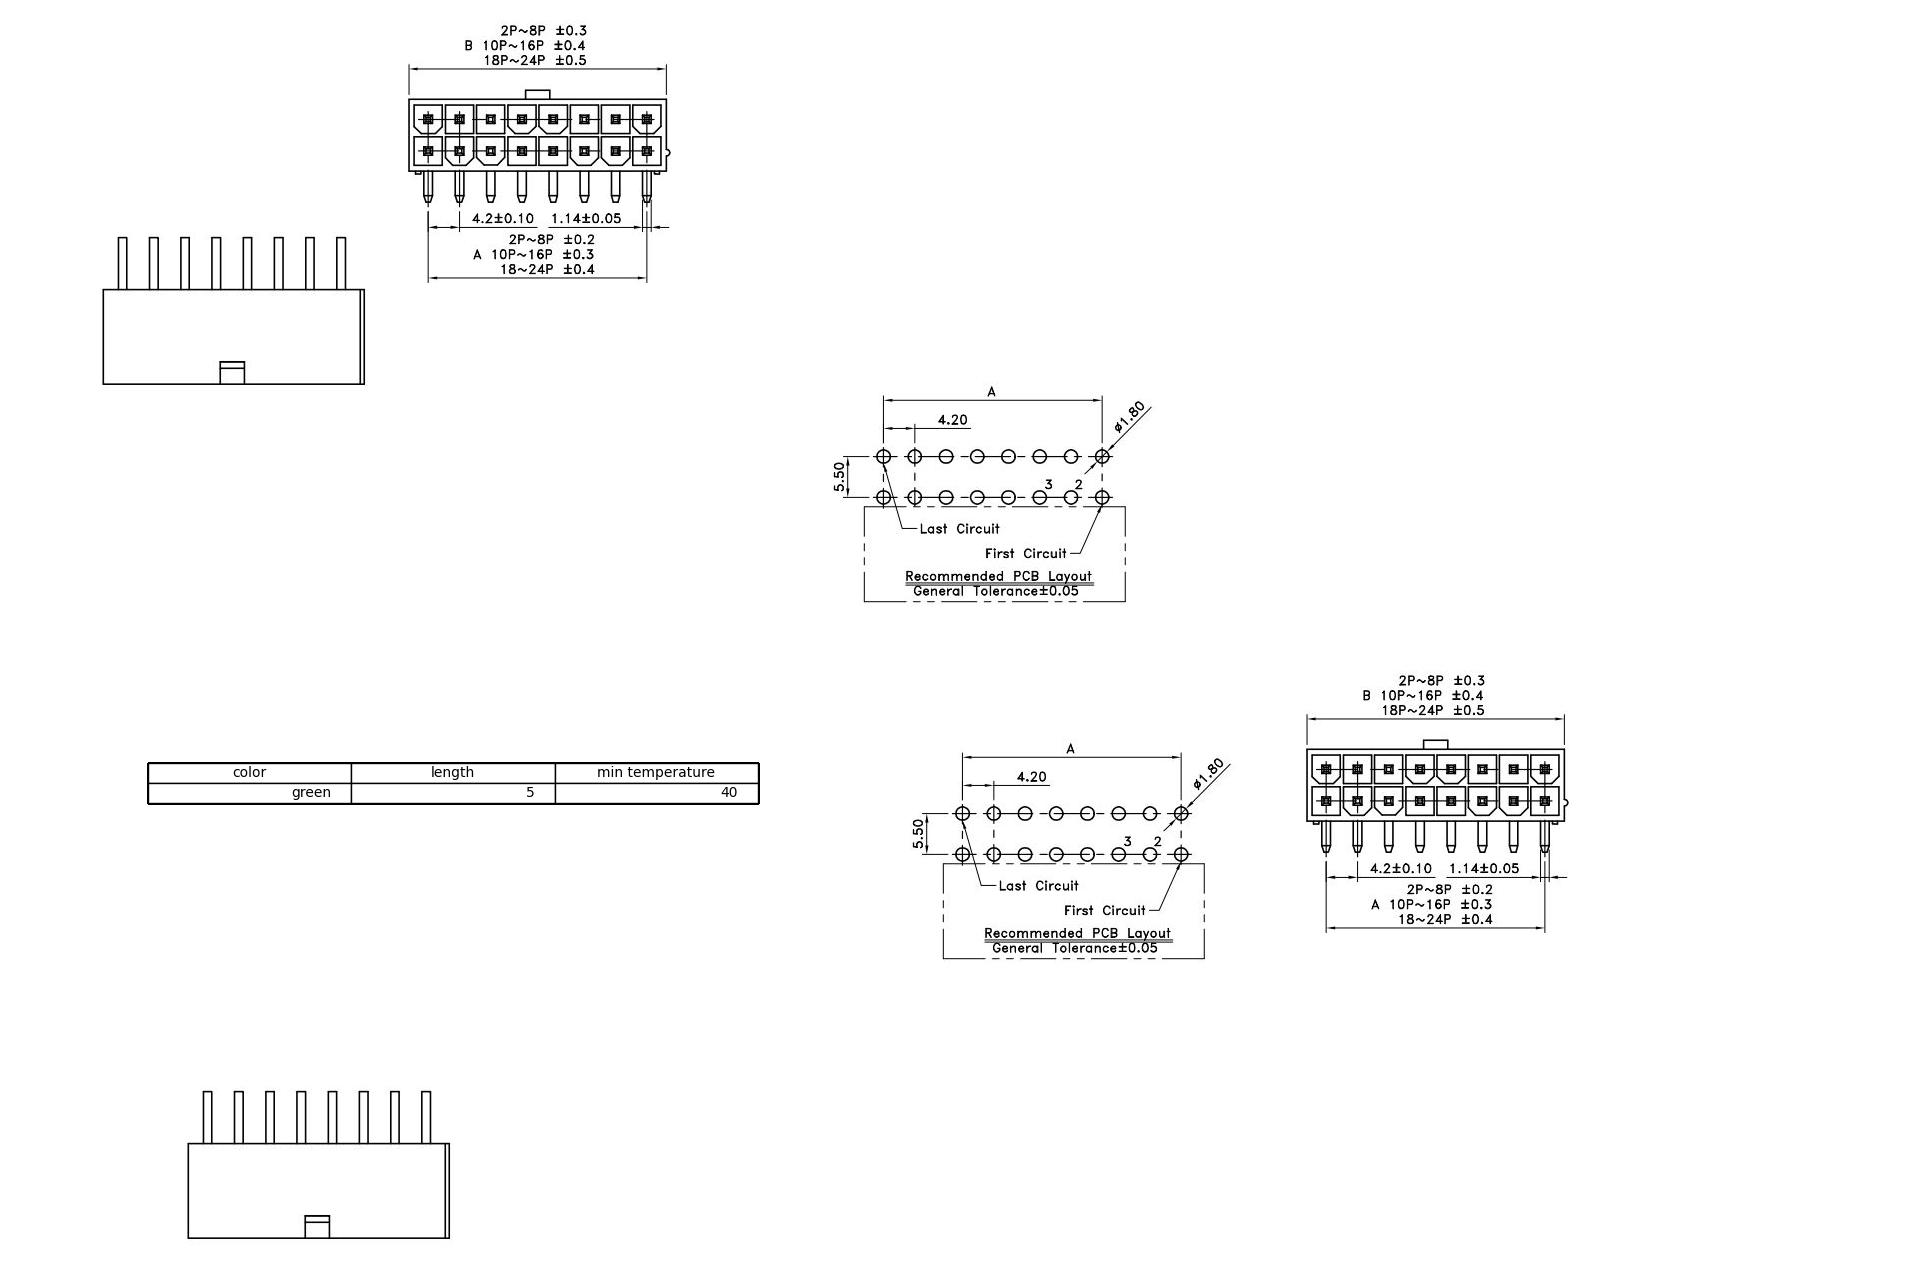 2P~8P ±0.3
B 10P~16P ±0.4
18P~24P ±0.5
4.2±0.10 1.14±0.05
2P~8P ±0.2
A 10P~16P ±0.3
18~24P ±0.4
A
4.20
ø1.80
5.50
3 2
Last Circuit
First Circuit
Recommended PCB Layout
General Tolerance±0.05
2P~8P ±0.3
B 10P~16P ±0.4
18P~24P ±0.5
4.2±0.10 1.14±0.05
2P~8P ±0.2
A 10P~16P ±0.3
18~24P ±0.4
color length min temperature
green 5 40
A
4.20
ø1.80
5.50
3 2
Last Circuit
First Circuit
Recommended PCB Layout
General Tolerance±0.05